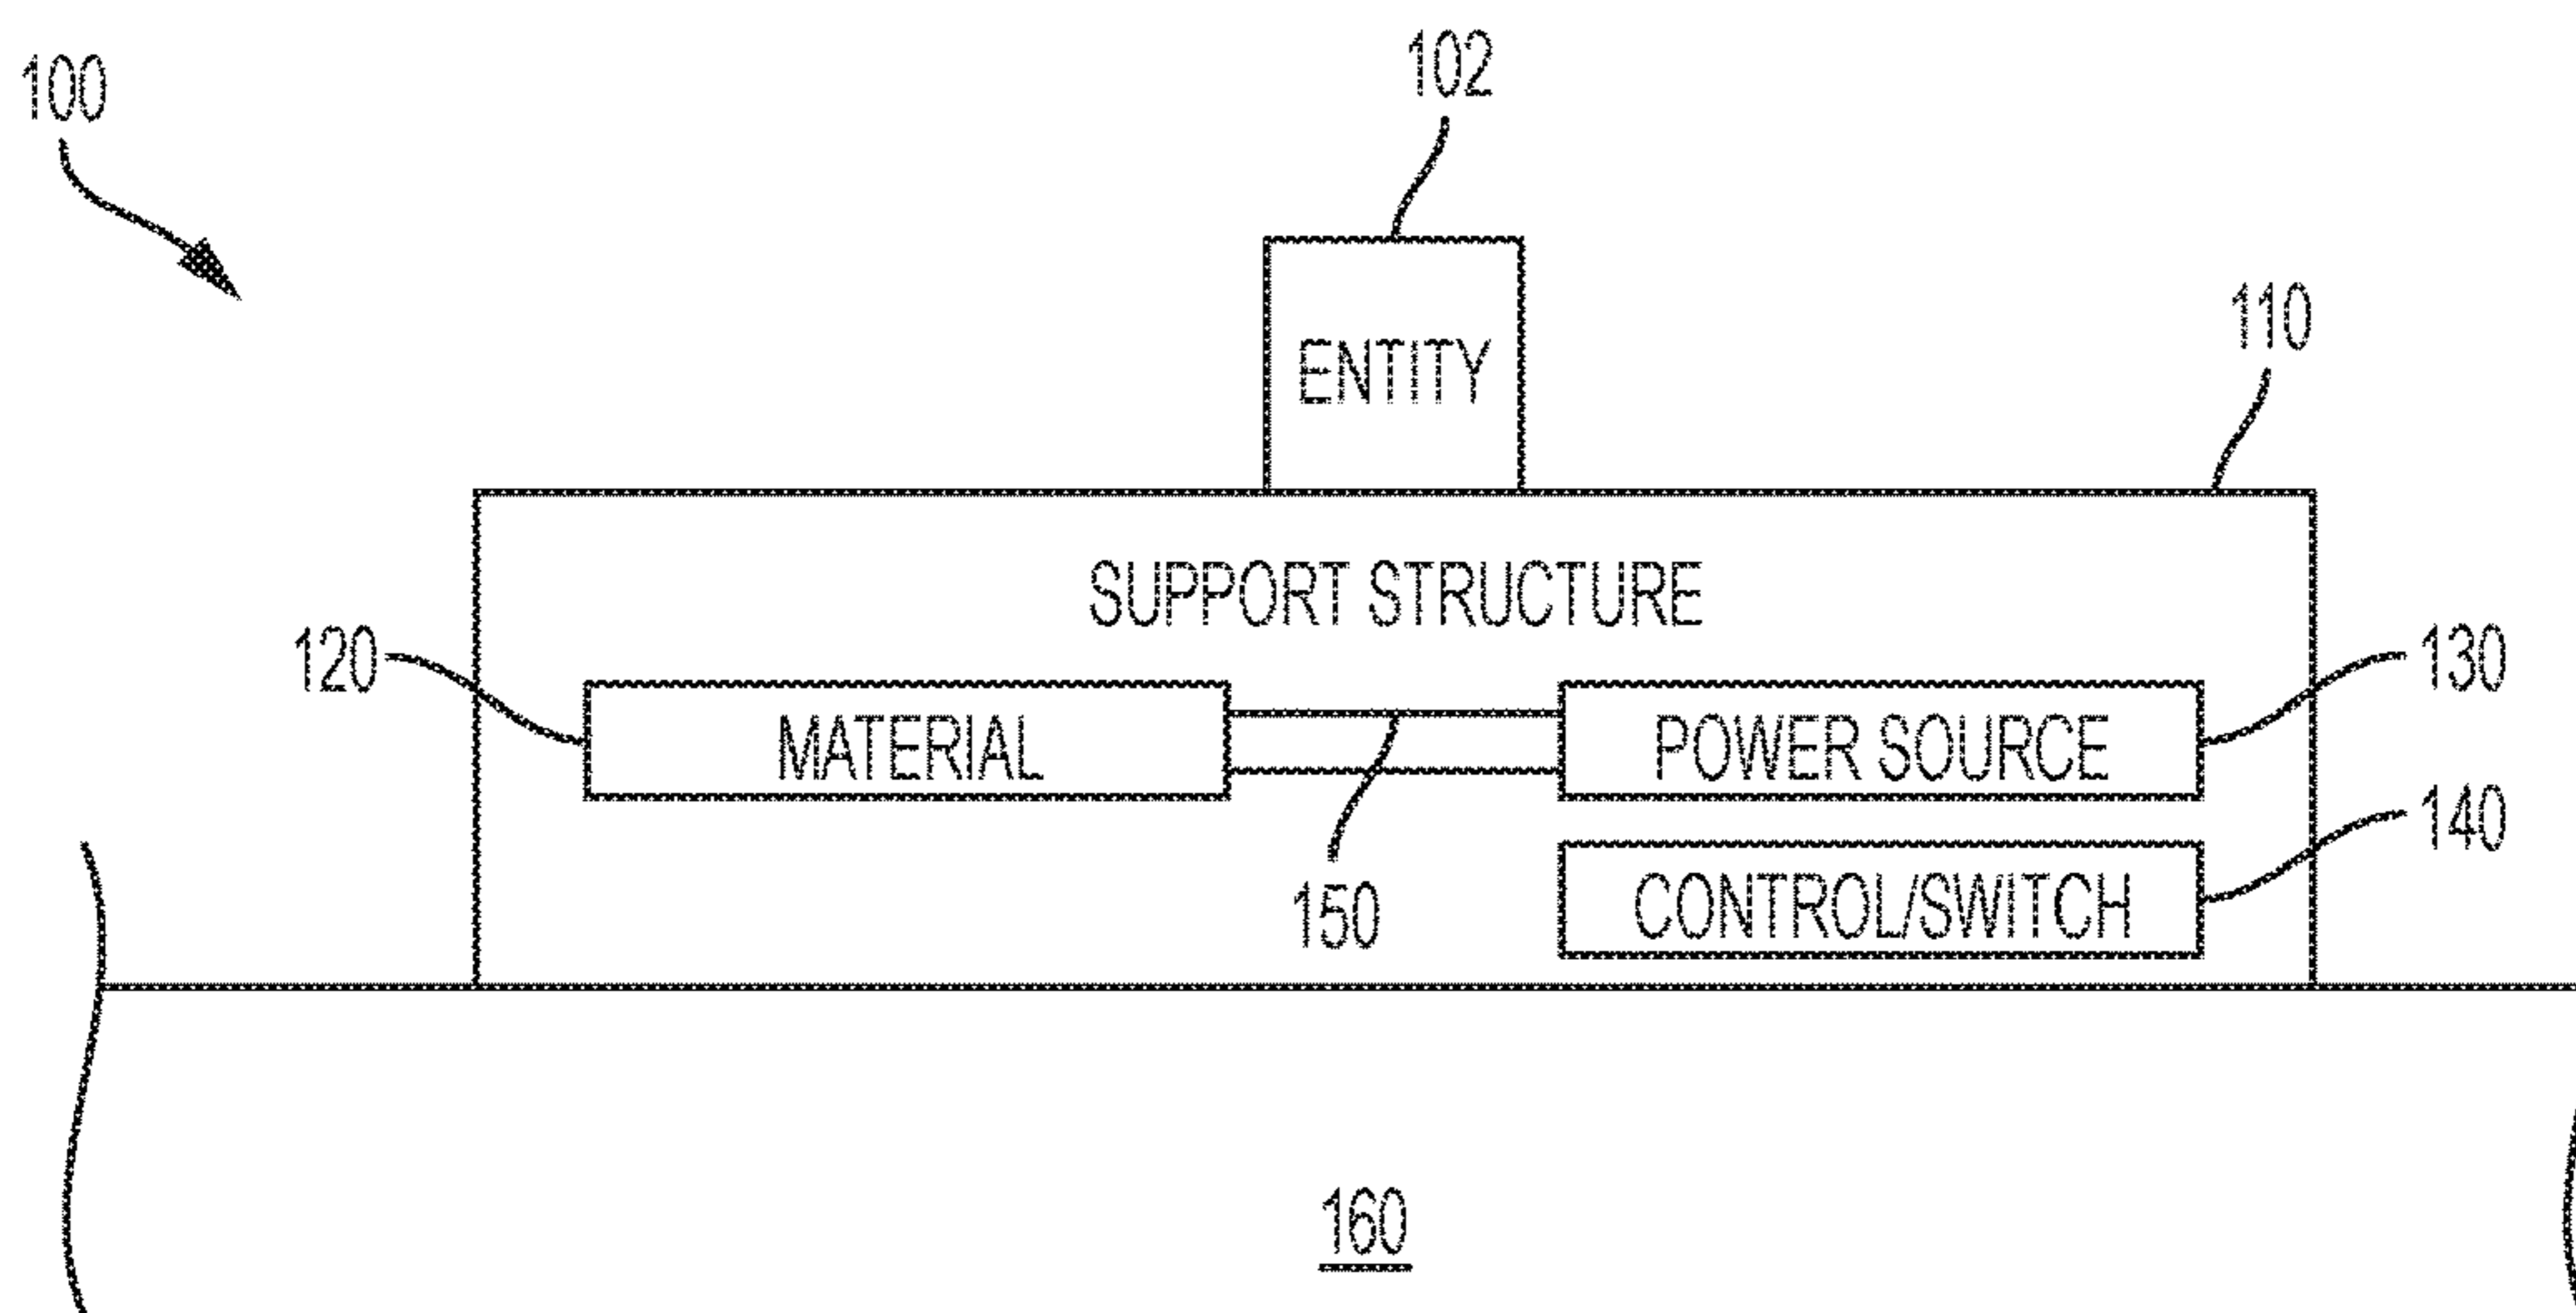 100
102
ENTITY
110
SUPPORT STRUCTURE
120
MATERIAL
POWER SOURCE
130
150
CONTROL/SWITCH
140
160